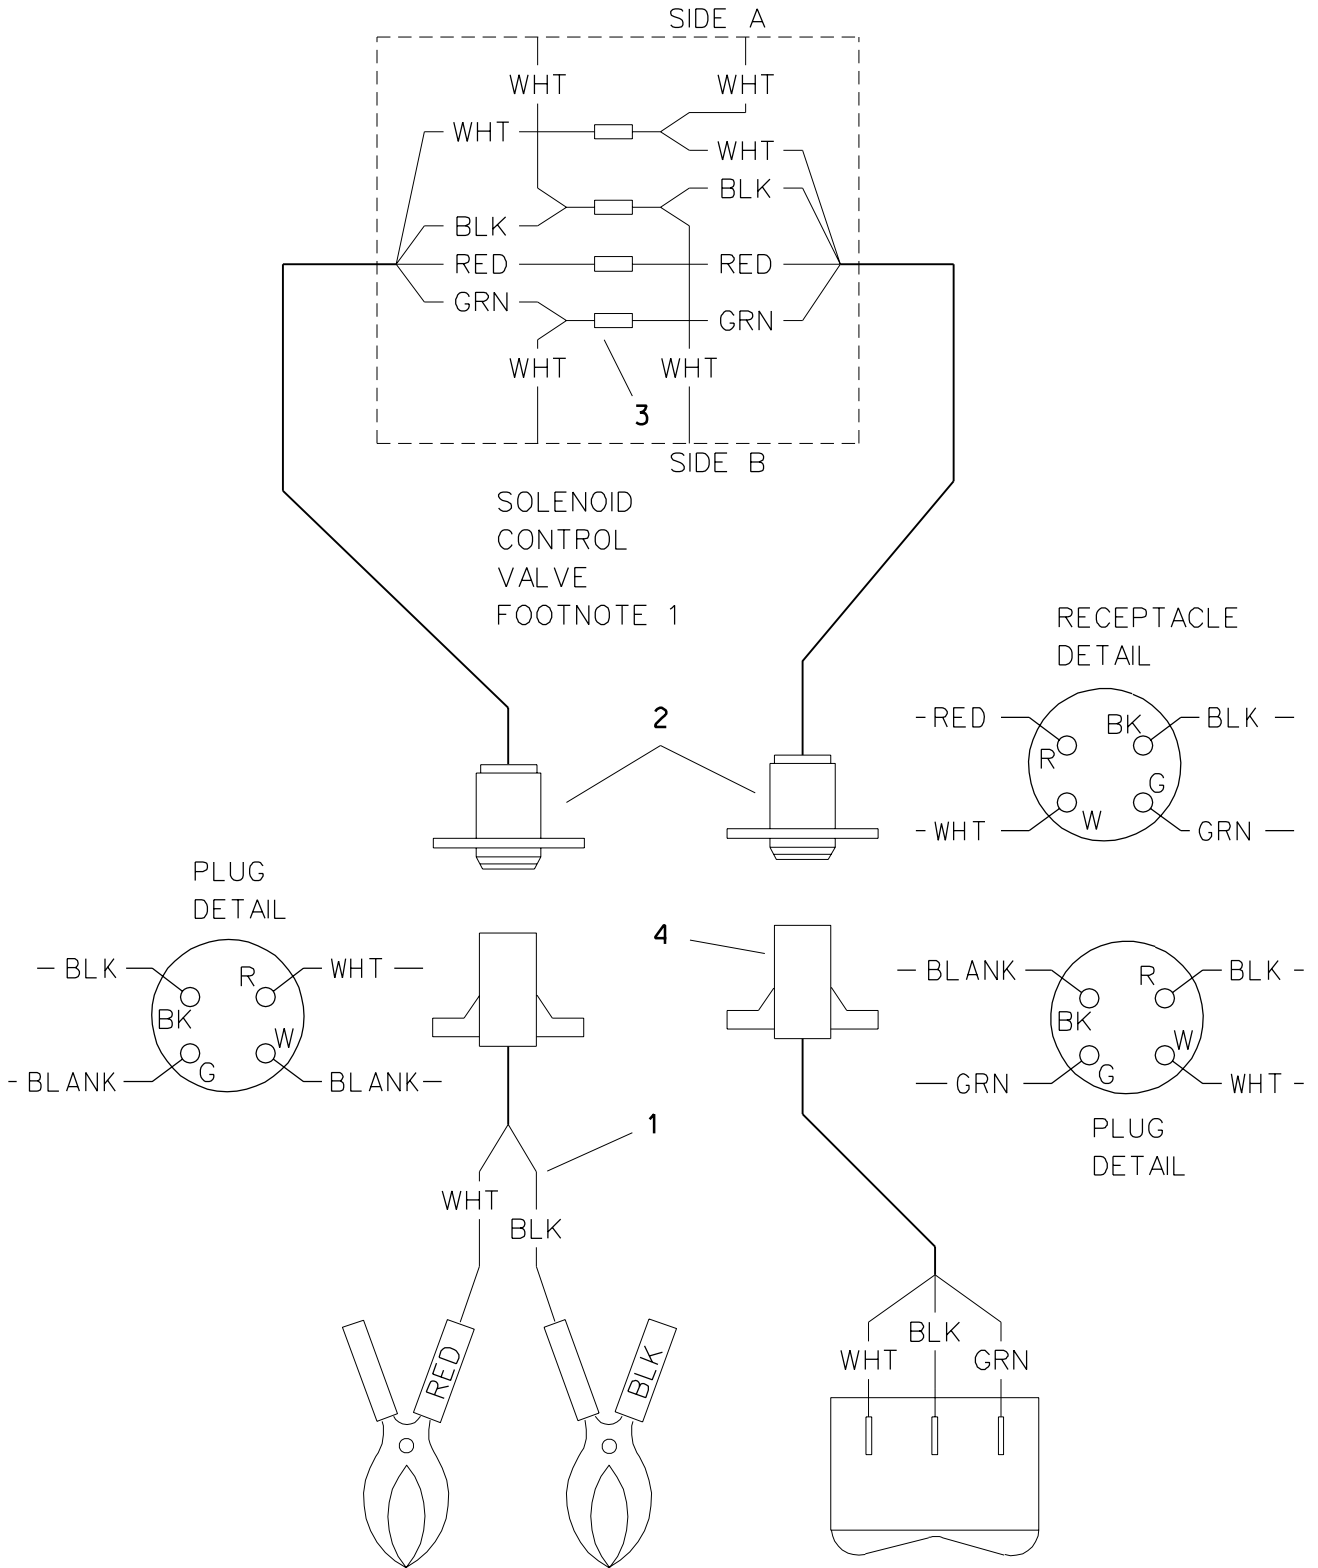 SIDE A
WHT
WHT
WHT
WHT
BLK
BLK
RED
RED
GRN
GRN
WHT
WHT
3
SIDE B
SOLENOID
CONTROL
VALVE
FOOTNOTE 1
RECEPTACLE
DETAIL
2
RED
BK
BLK
R
G
WHT
W
GRN
PLUG
DETAIL
4
BLK
R
WHT
BK
W
BLANK
G
BLANK
BLANK
R
BLK
BK
W
GRN
G
WHT
1
PLUG
DETAIL
WHT
BLK
RED
BLK
BLK
WHT
GRN